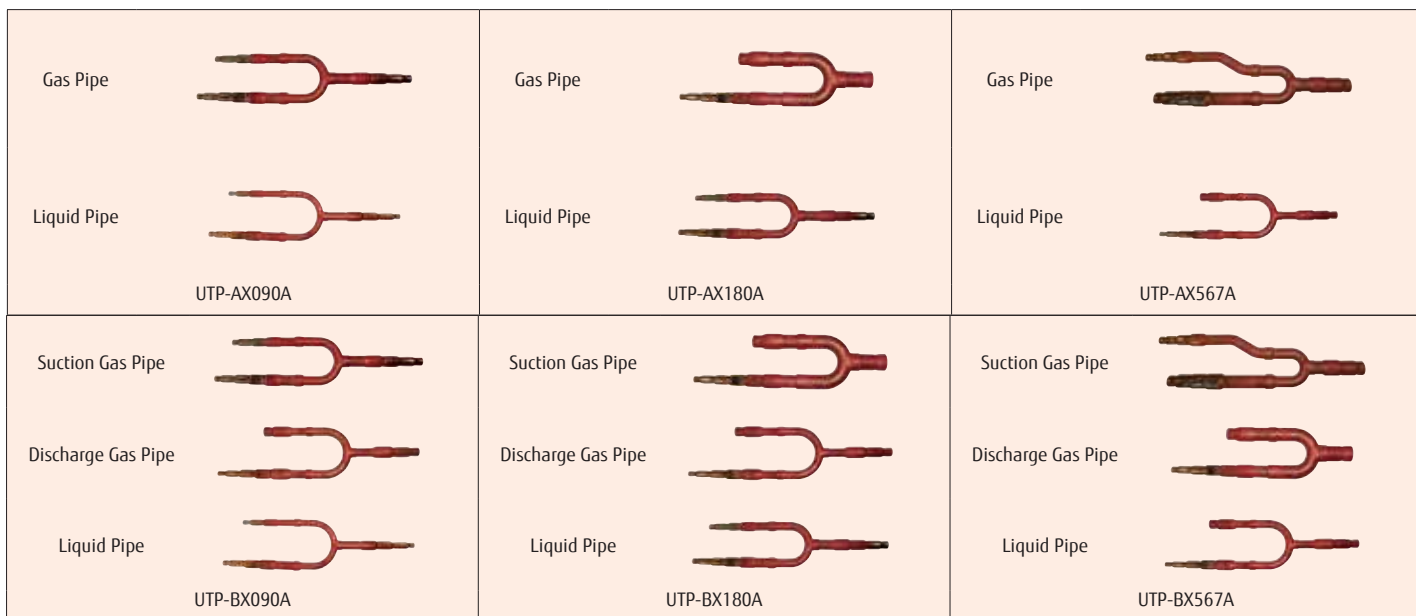 Gas Pipe
Liquid Pipe
UTP-AX090A
Gas Pipe
Liquid Pipe
UTP-AX180A
Gas Pipe
Liquid Pipe
UTP-AX567A
Suction Gas Pipe
Discharge Gas Pipe
Liquid Pipe
UTP-BX090A
Suction Gas Pipe
Discharge Gas Pipe
Liquid Pipe
UTP-BX180A
Suction Gas Pipe
Discharge Gas Pipe
Liquid Pipe
UTP-BX567A